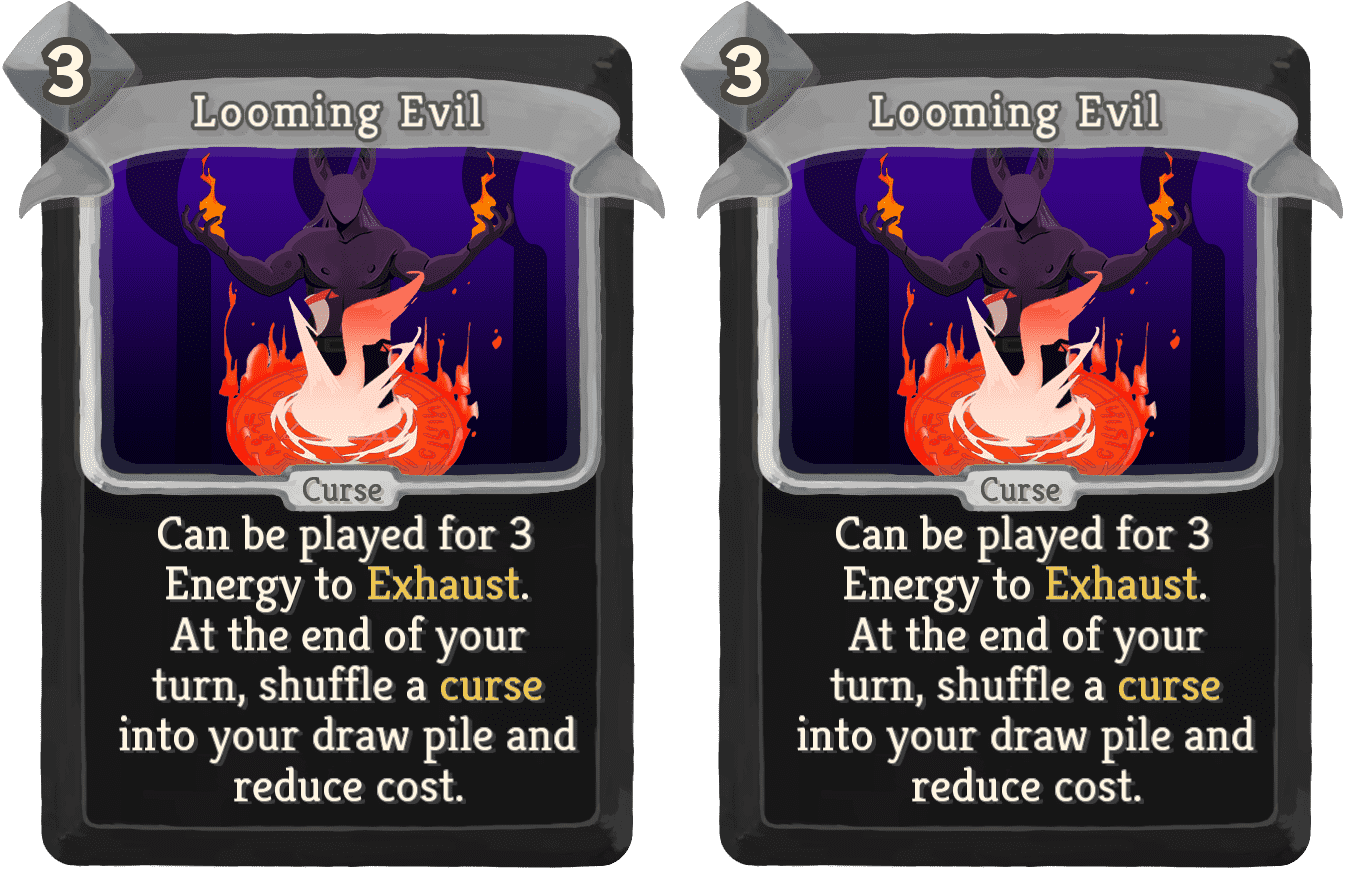 3
Looming Evil
Curse
Can be played for 3
Energy to Exhaust.
At the end of your
turn, shuffle a curse
into your draw pile and
reduce cost.
3
Looming Evil
Curse
Can be played for 3
Energy to Exhaust.
At the end of your
turn, shuffle a curse
into your draw pile and
reduce cost.